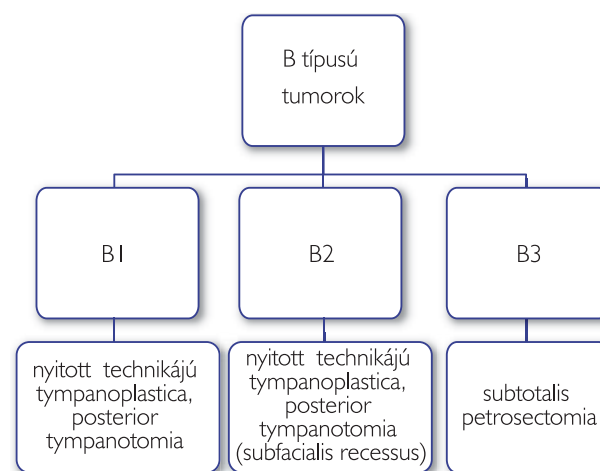 B típusú
tumorok
B1
B2
B3
nyitott technikájú
tympanoplastica,
posterior
tympanotomia
nyitott technikájú
tympanoplastica,
posterior
tympanotomia
(subfacialis recessus)
subtotalis
petrosectomia